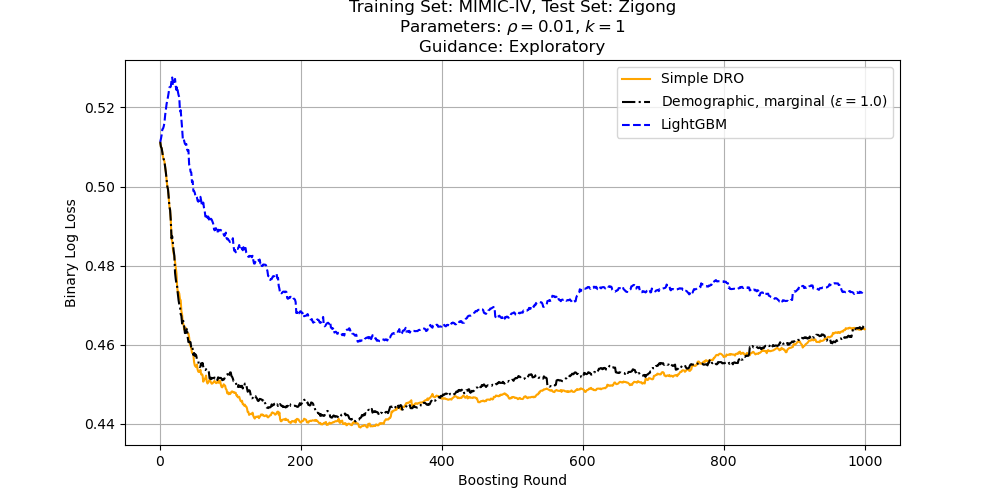 Training Set: MIMIC-IV, Test Set: Zigong
Parameters: ρ = 0.01, k = 1
Guidance: Exploratory
Simple DRO
Demographic, marginal (ε = 1.0)
LightGBM
Binary Log Loss
0.52
0.50
0.48
0.46
0.44
0 200 400 600 800 1000
Boosting Round